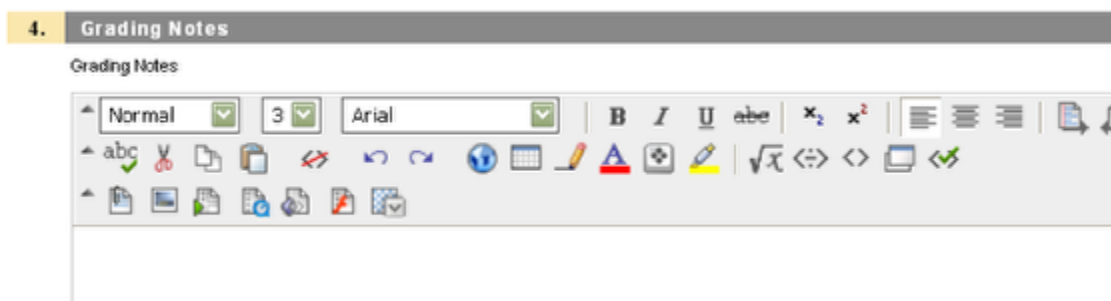 4. Grading Notes
Grading Notes
Normal 3 Arial B I U abc x₂ x²
abc A √x